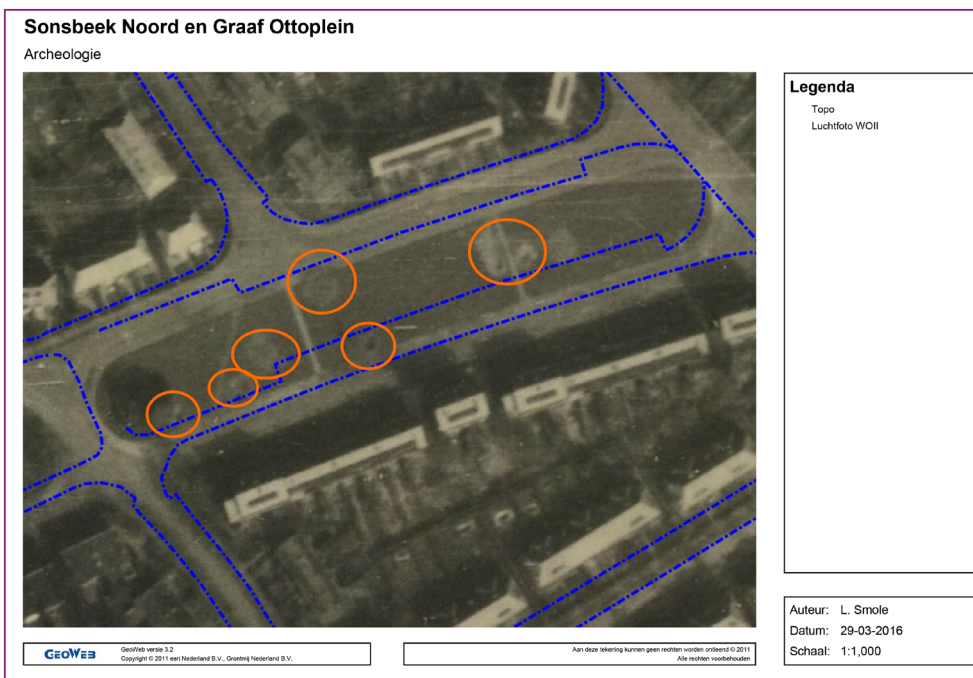 Sonsbeek Noord en Graaf Ottoplein
Archeologie
Legenda
Topo
Luchtfoto WOII
Auteur: L. Smole
Datum: 29-03-2016
Schaal: 1:1,000
GEOWEB
GeoWeb versie 3.2
Copyright © 2011 esri Nederland B.V., Grontmij Nederland B.V.
Aan deze tekening kunnen geen rechten worden ontleend © 2011
Alle rechten voorbehouden